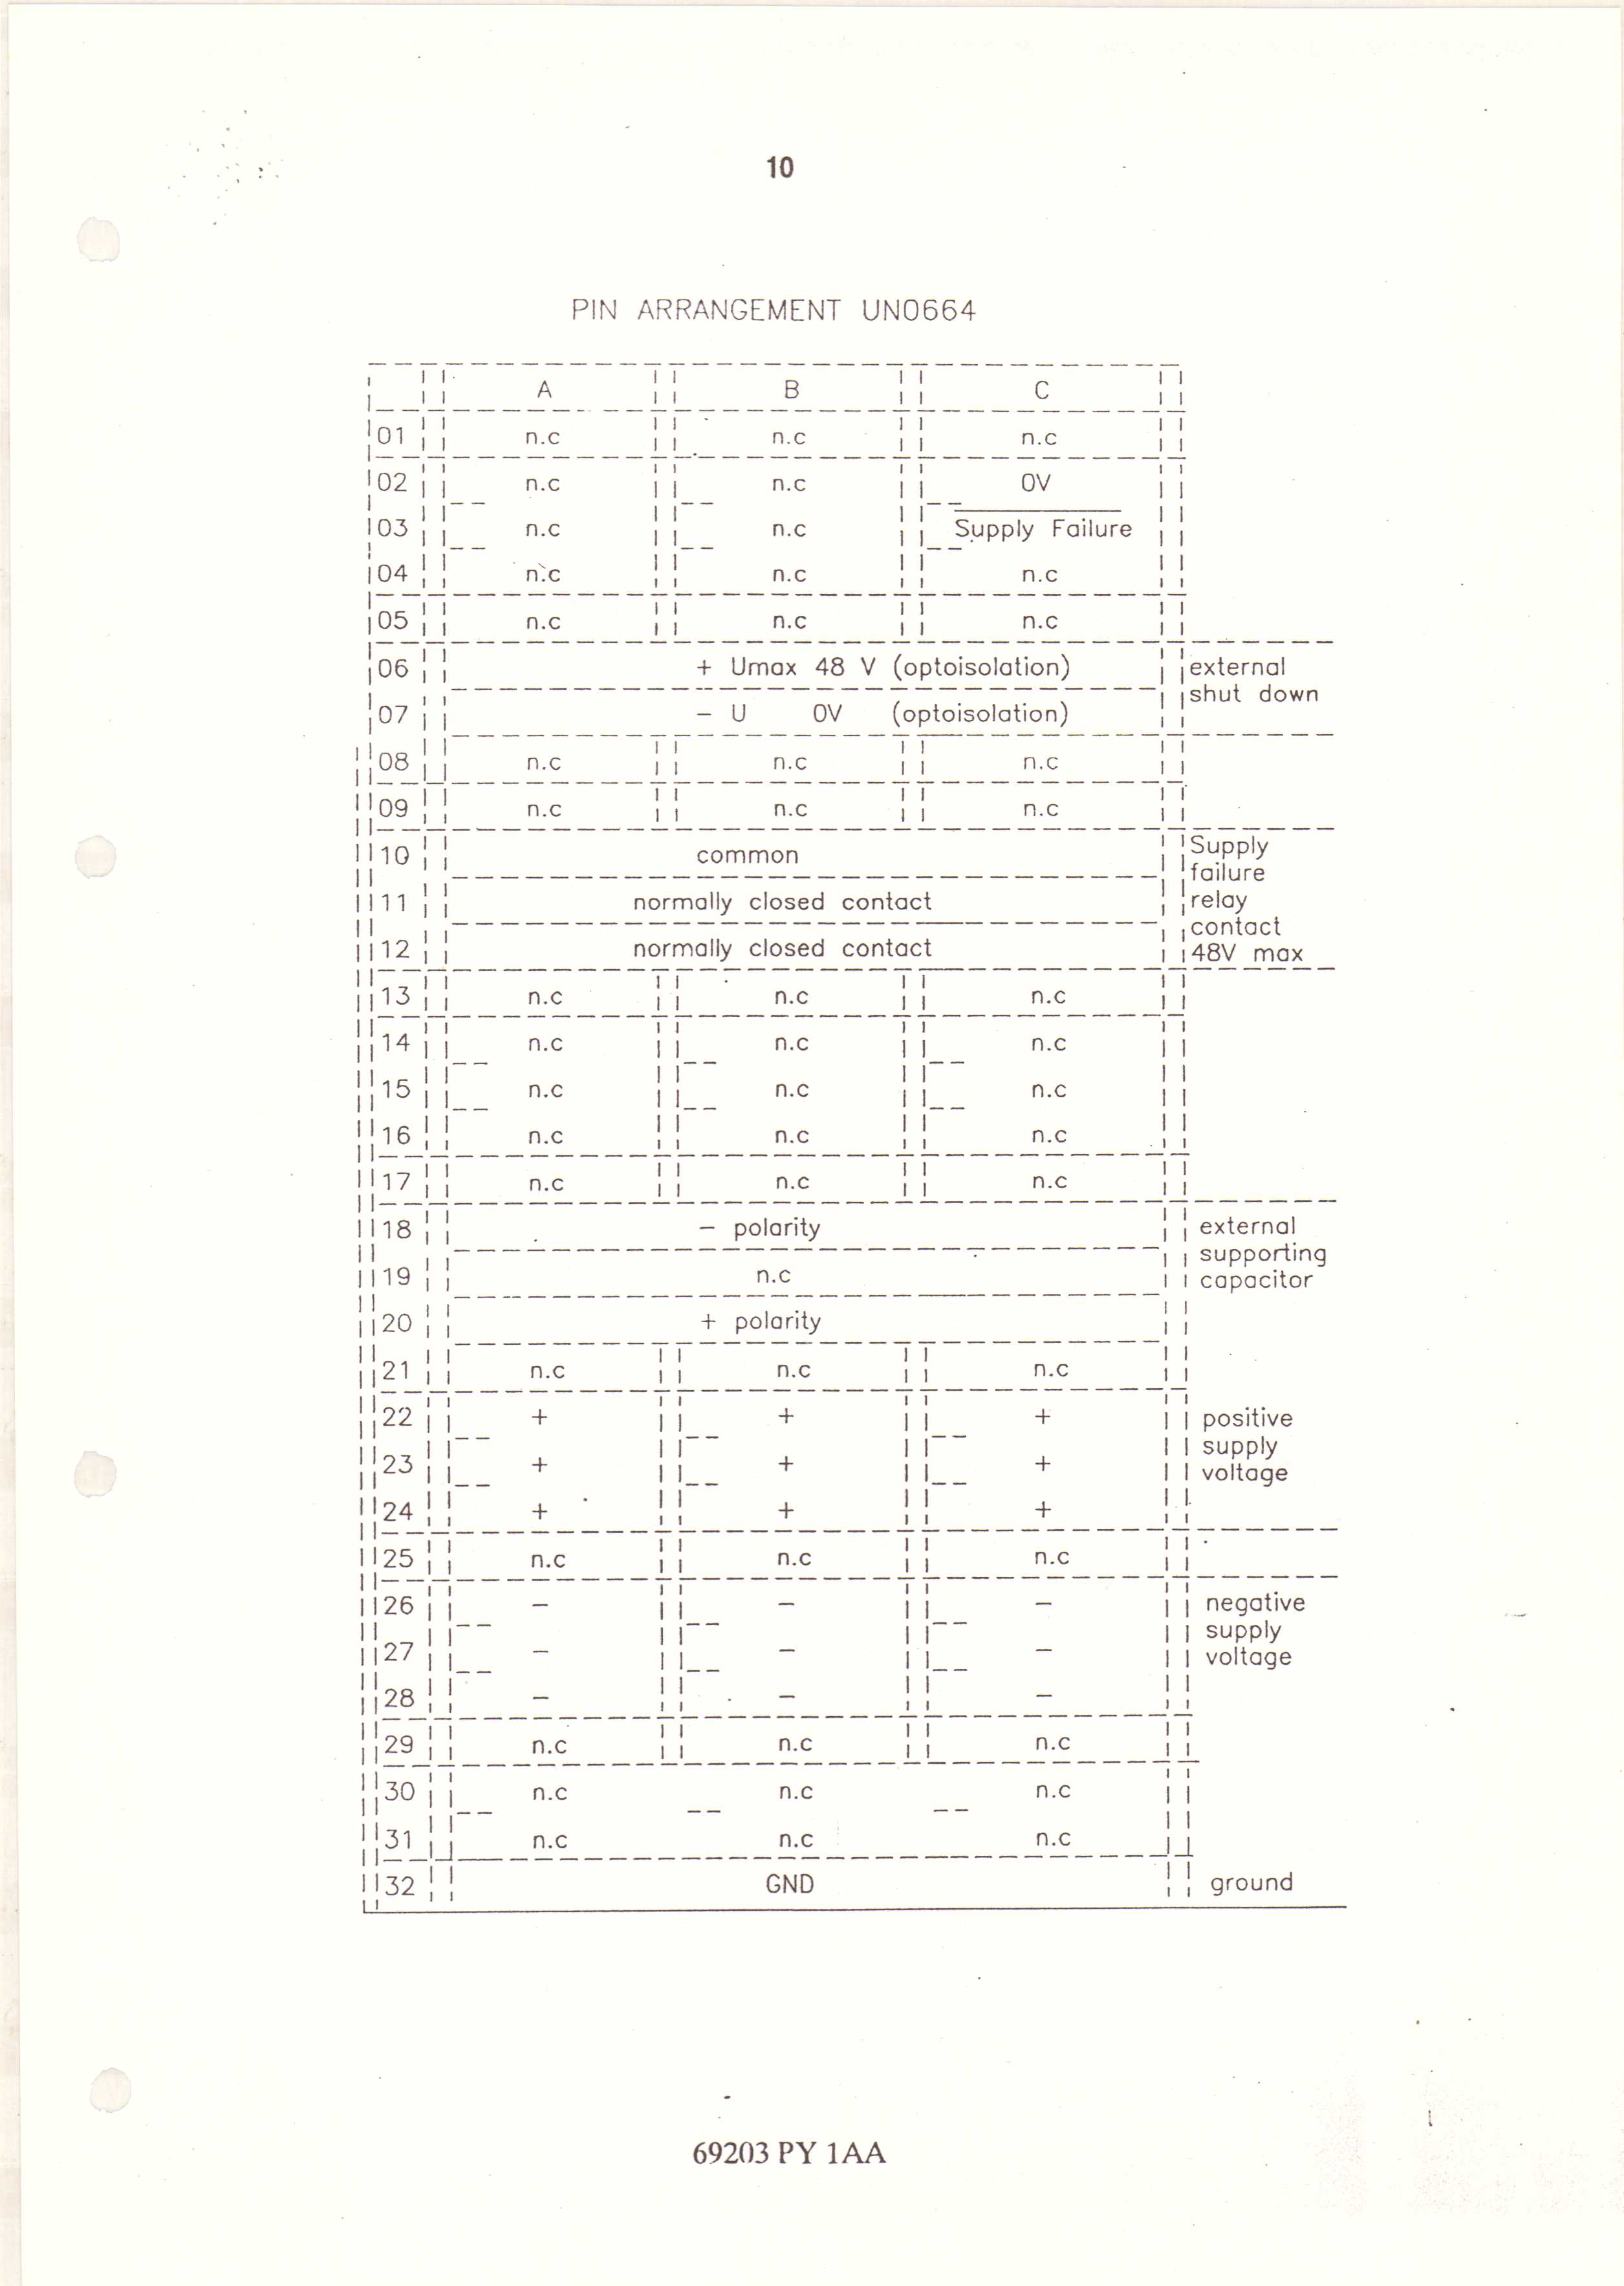 10
PIN ARRANGEMENT UN0664
A B C
01 n.c n.c n.c
02 n.c n.c 0V
03 n.c n.c Supply Failure
04 n.c n.c n.c
05 n.c n.c n.c
06 + Umax 48 V (optoisolation) external
shut down
07 - U 0V (optoisolation)
08 n.c n.c n.c
09 n.c n.c n.c
10 common Supply
failure
11 normally closed contact relay
contact
12 normally closed contact 48V max
13 n.c n.c n.c
14 n.c n.c n.c
15 n.c n.c n.c
16 n.c n.c n.c
17 n.c n.c n.c
18 - polarity external
supporting
19 n.c capacitor
20 + polarity
21 n.c n.c n.c
22 + + + positive
supply
23 + + + voltage
24 + + +
25 n.c n.c n.c
26 - - - negative
supply
27 - - - voltage
28 - - -
29 n.c n.c n.c
30 n.c n.c n.c
31 n.c n.c n.c
32 GND ground
69203 PY 1AA